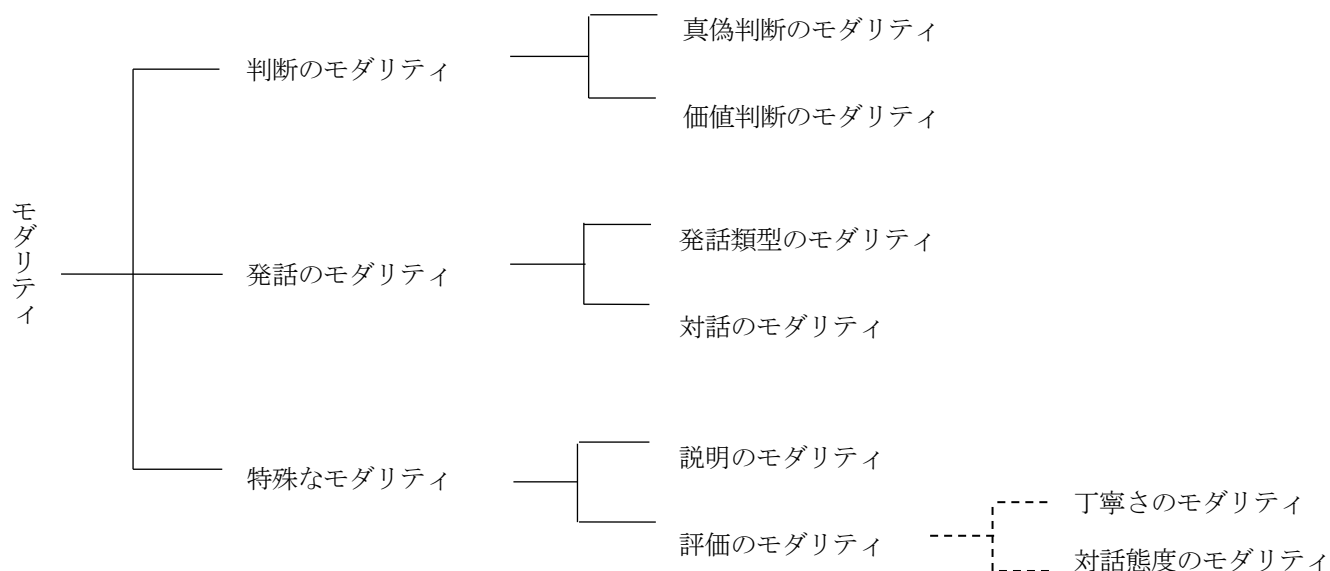 モダリティ
判断のモダリティ
真偽判断のモダリティ
価値判断のモダリティ
発話のモダリティ
発話類型のモダリティ
対話のモダリティ
特殊なモダリティ
説明のモダリティ
評価のモダリティ
丁寧さのモダリティ
対話態度のモダリティ